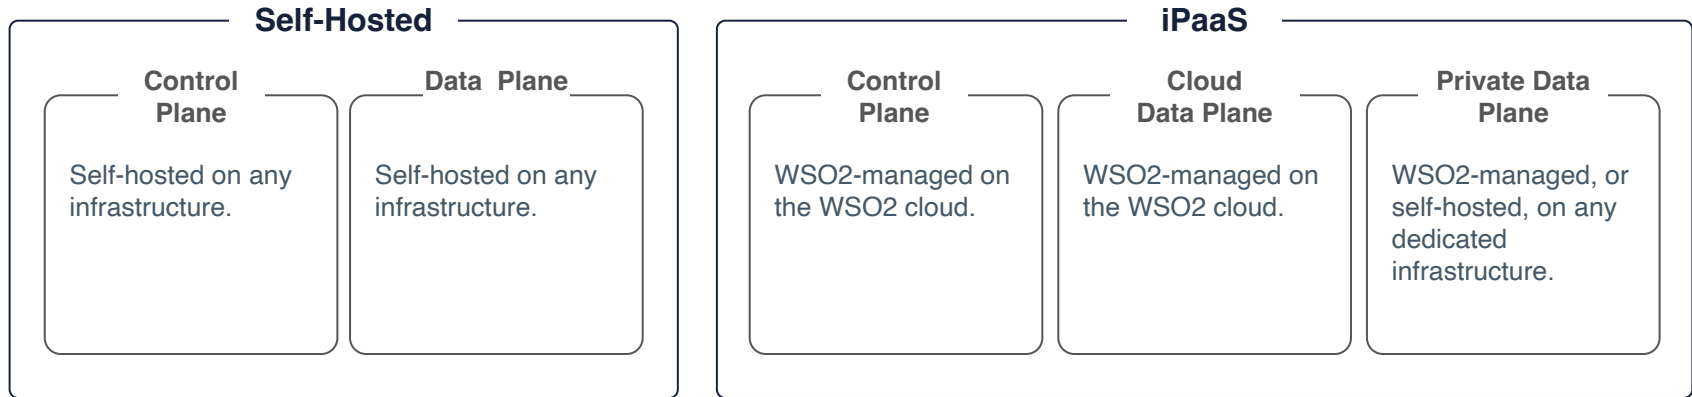 Self-Hosted
Control
Plane
Self-hosted on any
infrastructure.
Data Plane
Self-hosted on any
infrastructure.
iPaaS
Control
Plane
WSO2-managed on
the WSO2 cloud.
Cloud
Data Plane
WSO2-managed on
the WSO2 cloud.
Private Data
Plane
WSO2-managed, or
self-hosted, on any
dedicated
infrastructure.